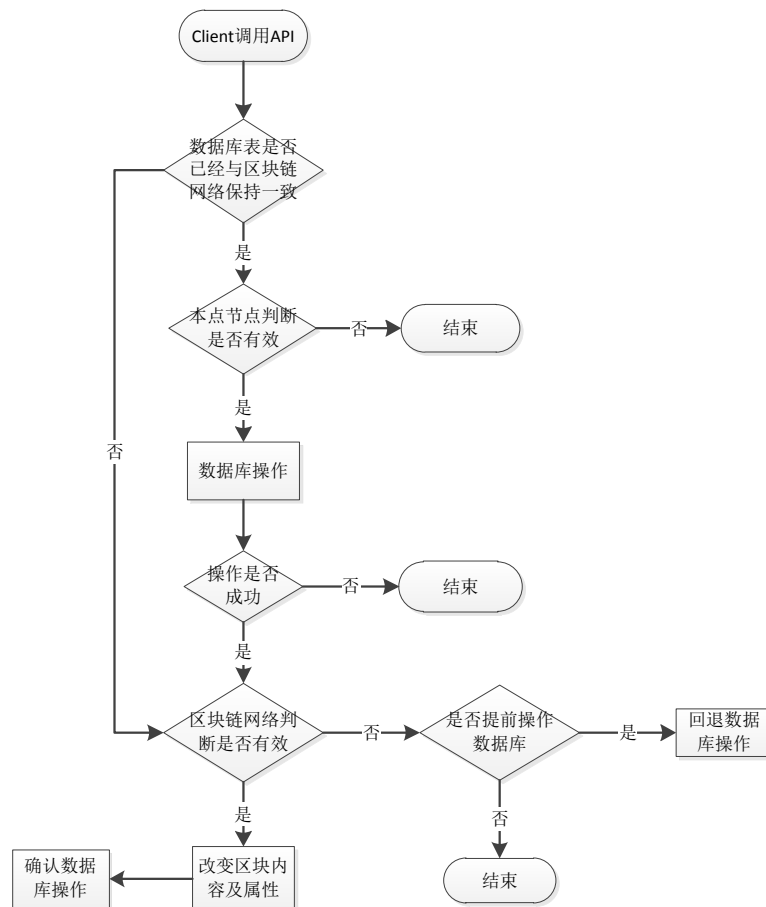 Client调用API
数据库表是否
已经与区块链
网络保持一致
是
本点节点判断
是否有效
否
结束
是
否
数据库操作
操作是否
成功
否
结束
是
区块链网络判
断是否有效
否
是否提前操作
数据库
是
回退数据
库操作
是
否
确认数据
库操作
改变区块内
容及属性
结束